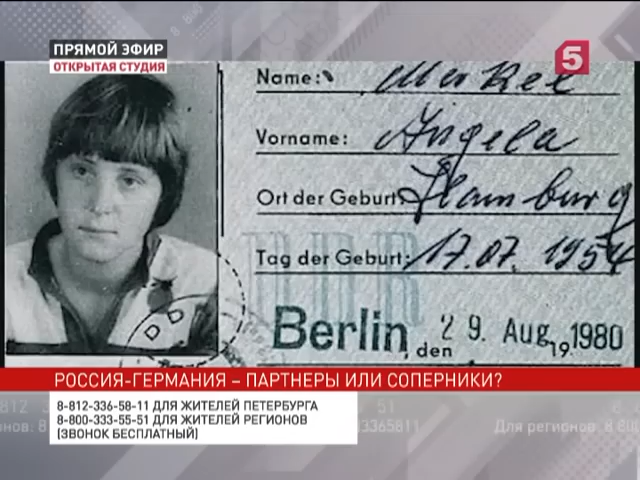 ПРЯМОЙ ЭФИР
ОТКРЫТАЯ СТУДИЯ
5
Name: Merkel
Vorname: Angela
Ort der Geburt: Hamburg
Tag der Geburt: 17.07.1954
DDR
Berlin, den 29. Aug. 1980
РОССИЯ-ГЕРМАНИЯ – ПАРТНЕРЫ ИЛИ СОПЕРНИКИ?
8-812-336-58-11 ДЛЯ ЖИТЕЛЕЙ ПЕТЕРБУРГА
8-800-333-55-51 ДЛЯ ЖИТЕЛЕЙ РЕГИОНОВ
(ЗВОНОК БЕСПЛАТНЫЙ)